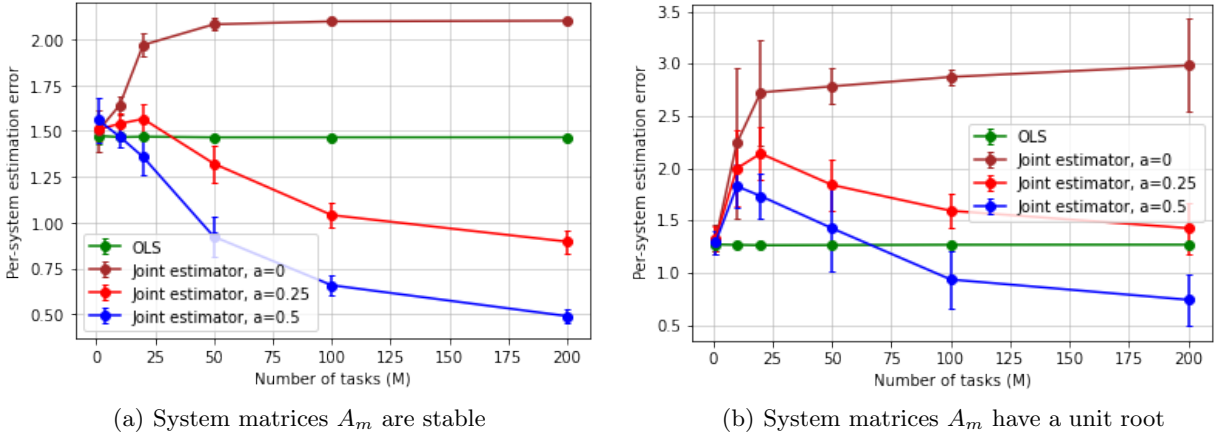 2.00
1.75
1.50
1.25
1.00
0.75
0.50
Per-system estimation error
OLS
Joint estimator, a=0
Joint estimator, a=0.25
Joint estimator, a=0.5
0 25 50 75 100 125 150 175 200
Number of tasks (M)
(a) System matrices Aₘ are stable
3.5
3.0
2.5
2.0
1.5
1.0
0.5
Per-system estimation error
OLS
Joint estimator, a=0
Joint estimator, a=0.25
Joint estimator, a=0.5
0 25 50 75 100 125 150 175 200
Number of tasks (M)
(b) System matrices Aₘ have a unit root